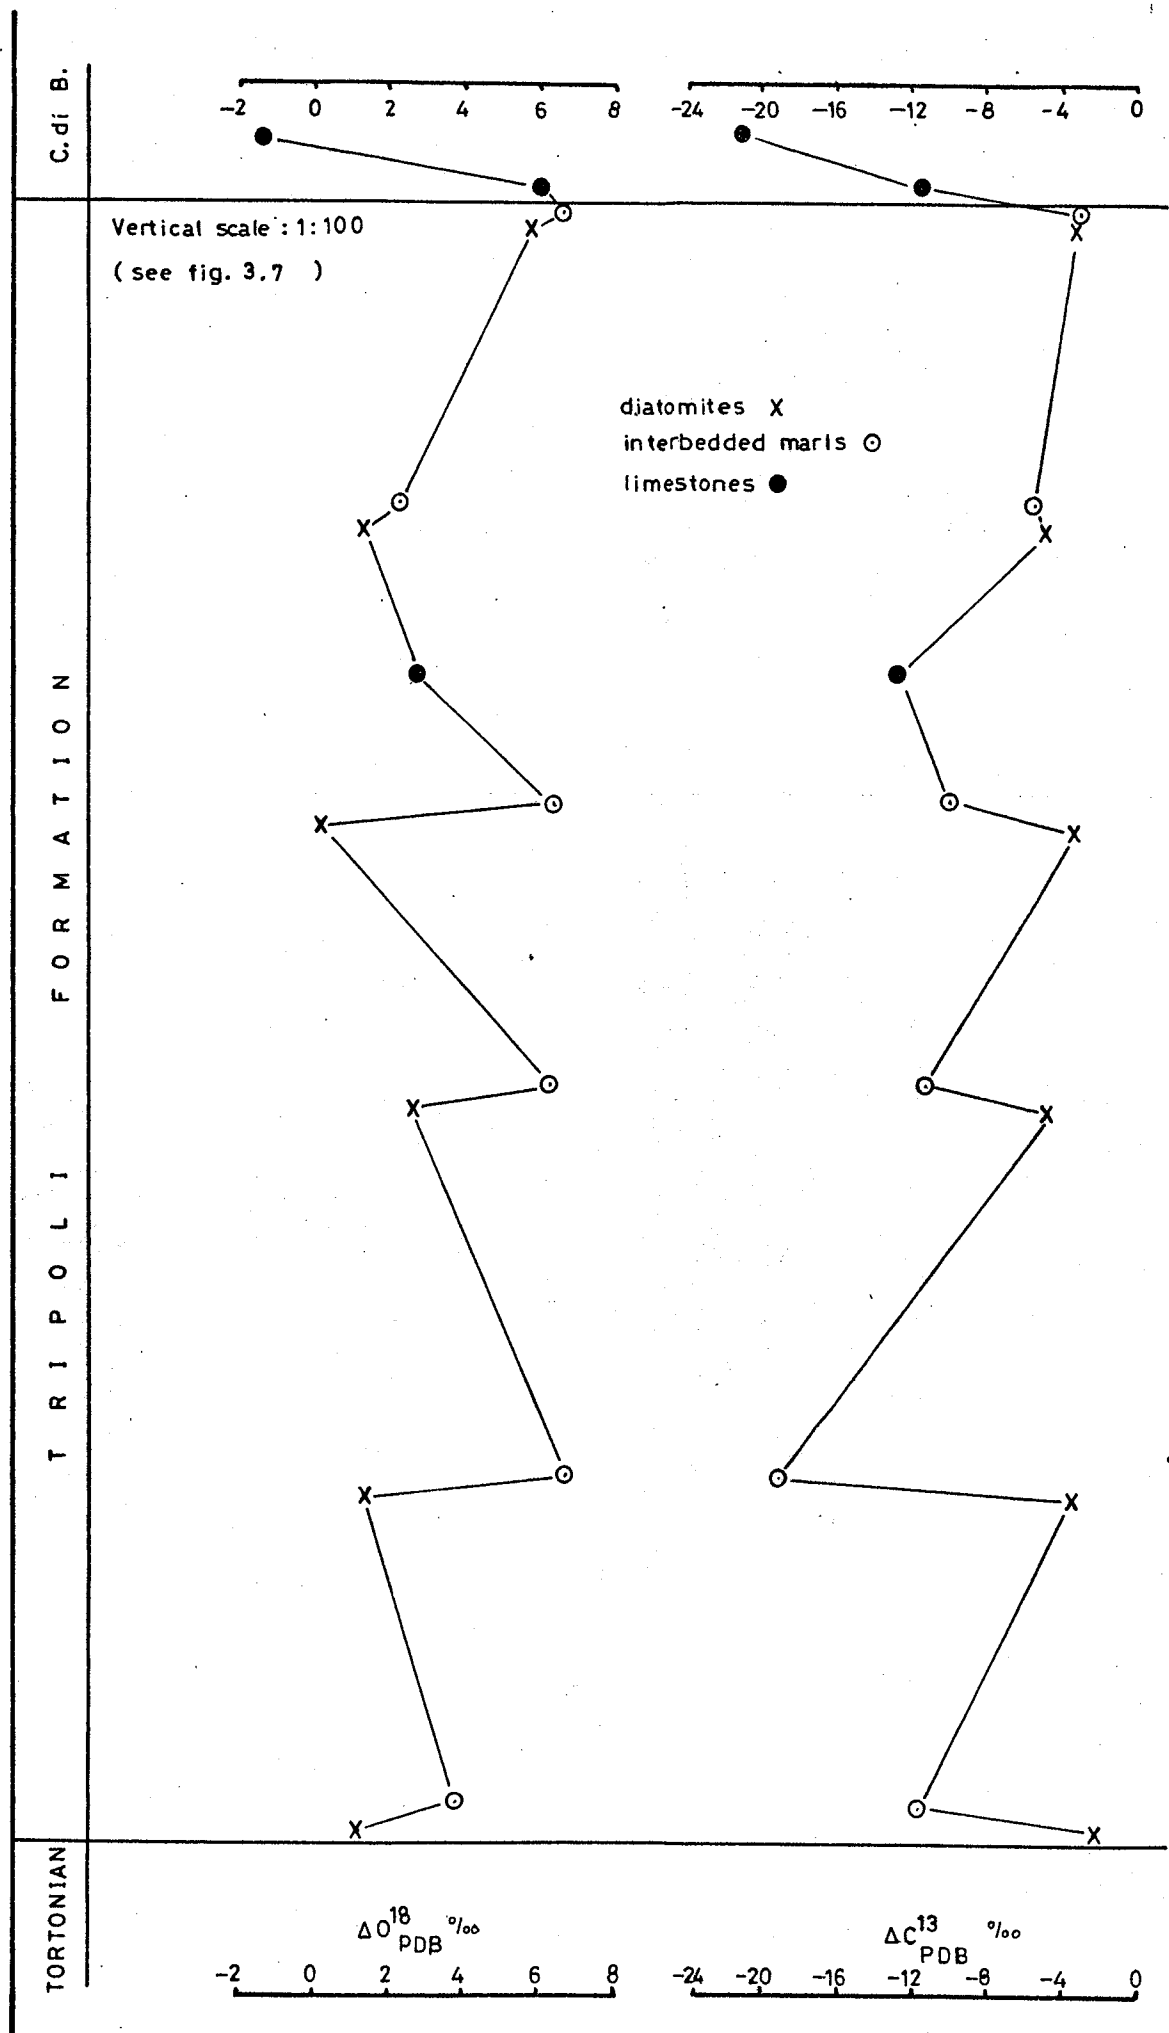 C. di B.
-2 0 2 4 6 8
-24 -20 -16 -12 -8 -4 0
Vertical scale : 1:100
( see fig. 3.7 )
diatomites X
interbedded marls ⊙
limestones ●
TRIPOLI FORMATION
TORTONIAN
ΔO18 PDB ‰
ΔC13 PDB ‰
-2 0 2 4 6 8
-24 -20 -16 -12 -8 -4 0